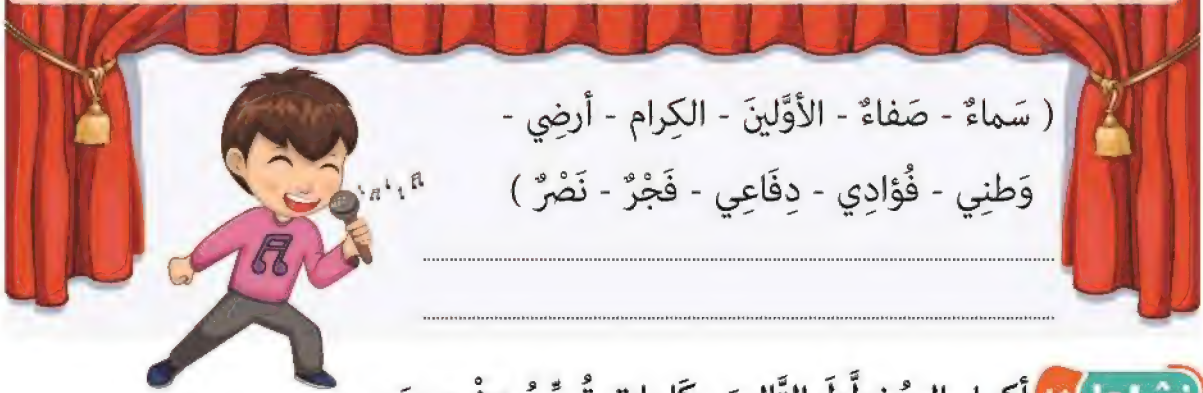 ( سَماءٌ - صَفاءٌ - الأوَّلينَ - الكِرام - أرضِي -
وَطنِي - فُؤادِي - دِفَاعِي - فَجْرٌ - نَصْرٌ )